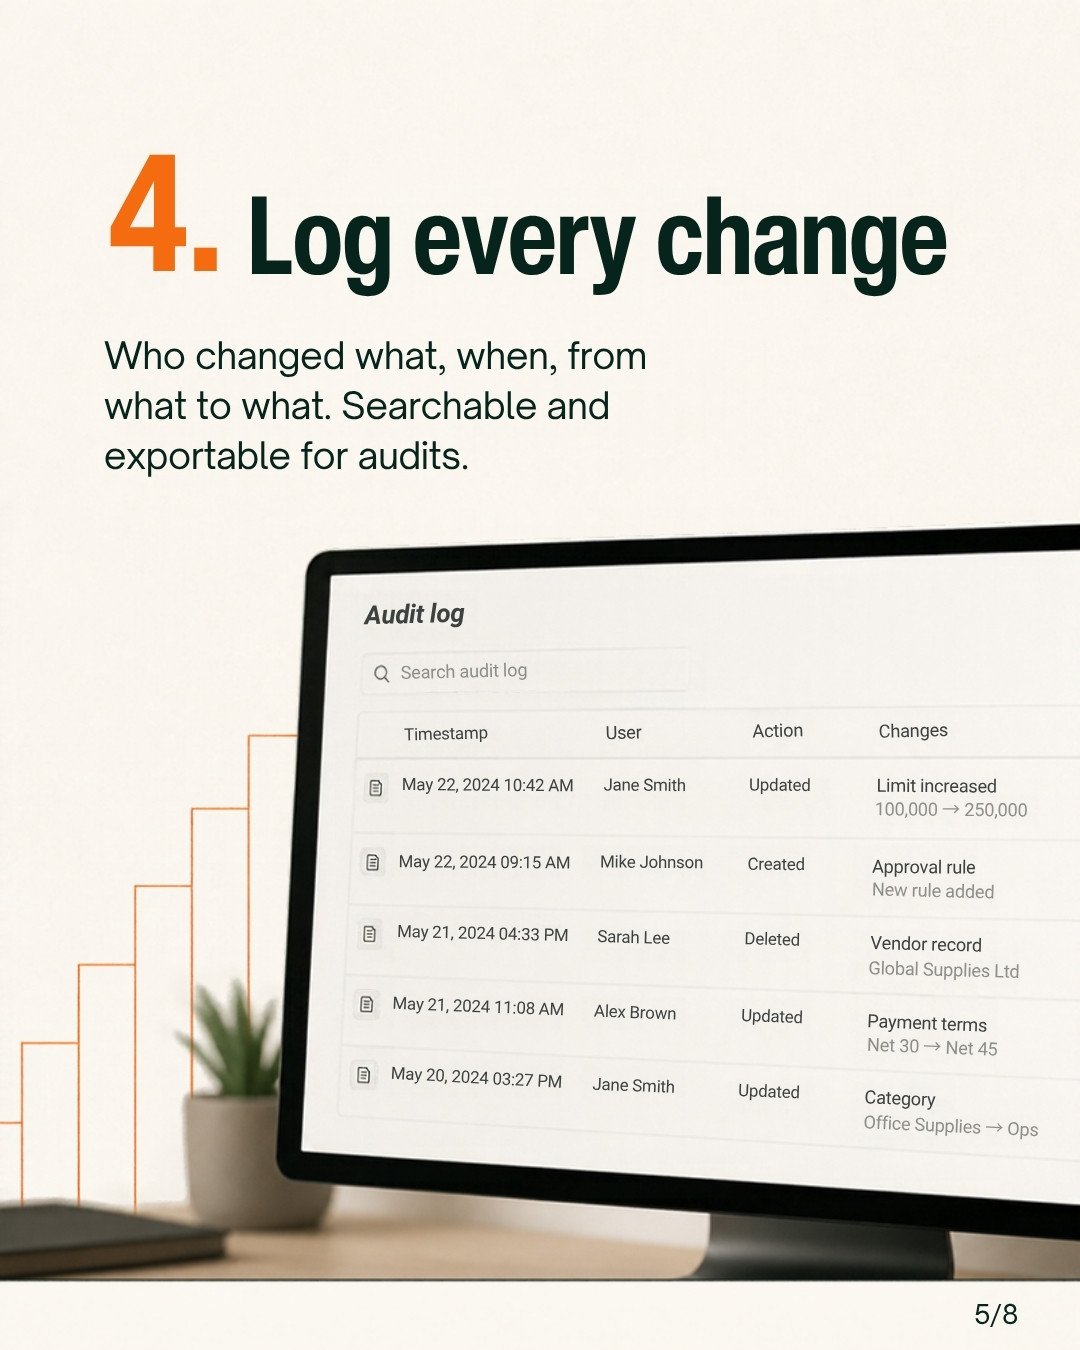 4. Log every change
Who changed what, when, from
what to what. Searchable and
exportable for audits.
Audit log
Search audit log
Timestamp User Action Changes
May 22, 2024 10:42 AM Jane Smith Updated Limit increased
100,000 → 250,000
May 22, 2024 09:15 AM Mike Johnson Created Approval rule
New rule added
May 21, 2024 04:33 PM Sarah Lee Deleted Vendor record
Global Supplies Ltd
May 21, 2024 11:08 AM Alex Brown Updated Payment terms
Net 30 → Net 45
May 20, 2024 03:27 PM Jane Smith Updated Category
Office Supplies → Ops
5/8